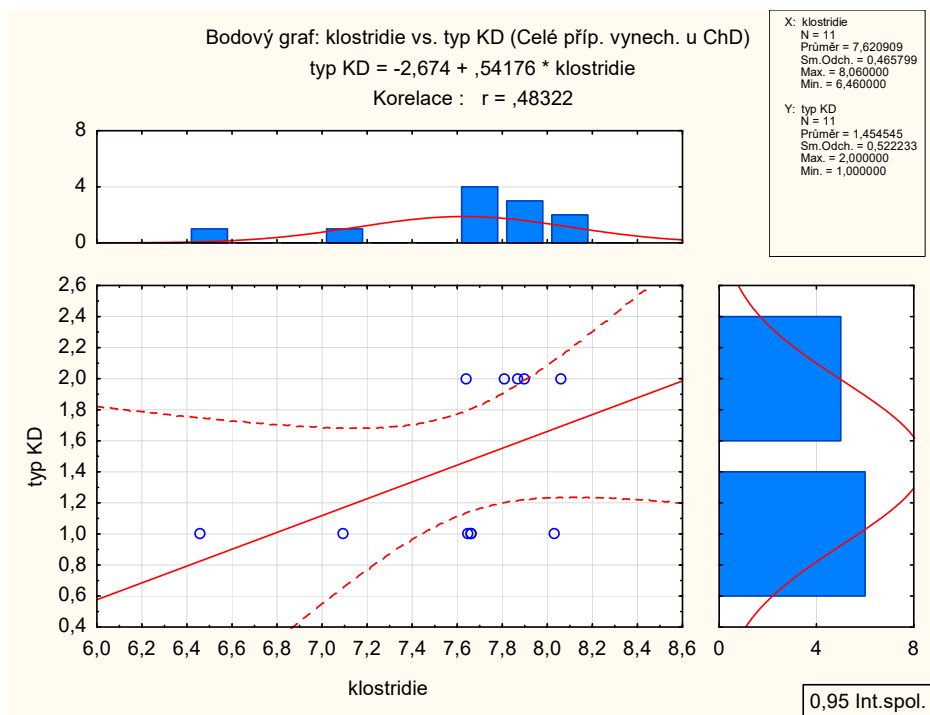 Bodový graf: klostridie vs. typ KD (Celé příp. vynech. u ChD)
typ KD = -2,674 + ,54176 * klostridie
Korelace : r = ,48322
X: klostridie
N = 11
Průměr = 7,620909
Sm.Odch. = 0,465799
Max. = 8,060000
Min. = 6,460000
Y: typ KD
N = 11
Průměr = 1,454545
Sm.Odch. = 0,522233
Max. = 2,000000
Min. = 1,000000
8
4
0
2,6
2,4
2,2
2,0
1,8
1,6
1,4
1,2
1,0
0,8
0,6
0,4
typ KD
6,0 6,2 6,4 6,6 6,8 7,0 7,2 7,4 7,6 7,8 8,0 8,2 8,4 8,6
klostridie
0 4 8
0,95 Int.spol.